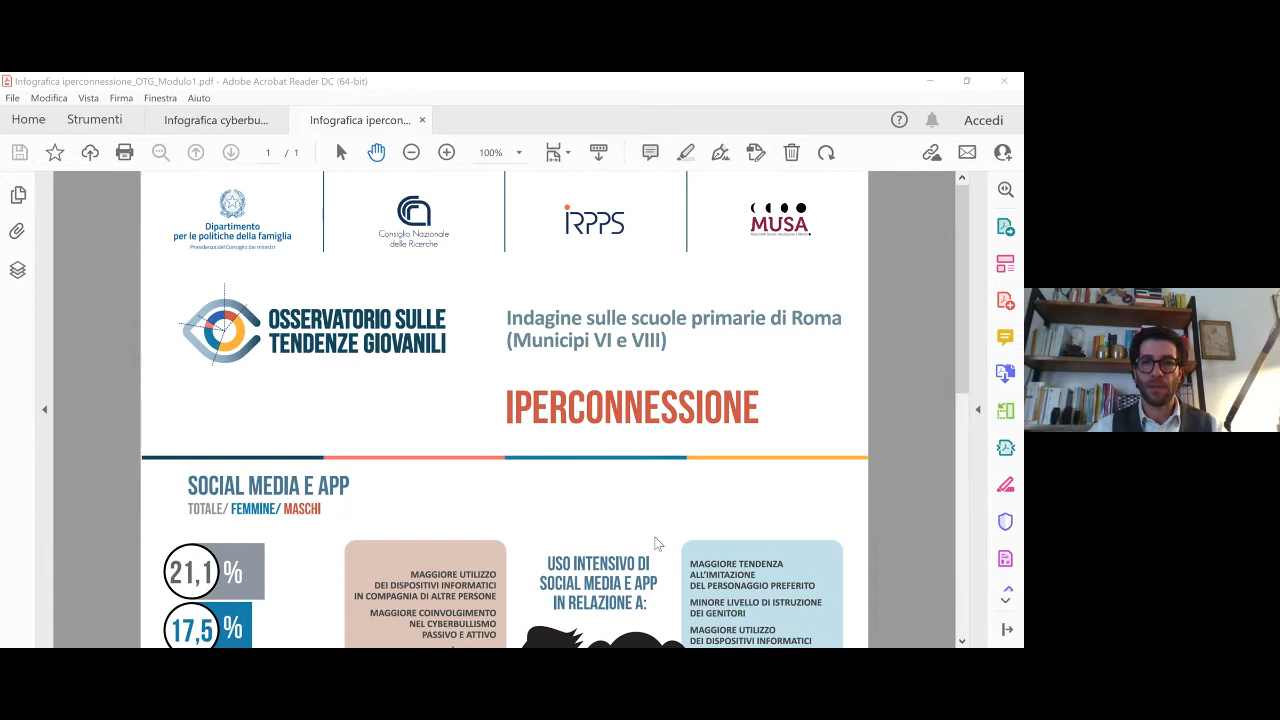 Infografica iperconnessione_OTG_Modulo1.pdf - Adobe Acrobat Reader DC (64-bit)
File Modifica Vista Firma Finestra Aiuto
Home Strumenti Infografica cyberbu... Infografica ipercon... × Accedi
1 / 1 100%
Dipartimento
per le politiche della famiglia
Presidenza del Consiglio dei ministri
Consiglio Nazionale
delle Ricerche
IRPPS
MUSA
OSSERVATORIO SULLE
TENDENZE GIOVANILI
Indagine sulle scuole primarie di Roma
(Municipi VI e VIII)
IPERCONNESSIONE
SOCIAL MEDIA E APP
TOTALE/ FEMMINE/ MASCHI
21,1 %
17,5 %
MAGGIORE UTILIZZO
DEI DISPOSITIVI INFORMATICI
IN COMPAGNIA DI ALTRE PERSONE
MAGGIORE COINVOLGIMENTO
NEL CYBERBULLISMO
PASSIVO E ATTIVO
USO INTENSIVO DI
SOCIAL MEDIA E APP
IN RELAZIONE A:
MAGGIORE TENDENZA
ALL'IMITAZIONE
DEL PERSONAGGIO PREFERITO
MINORE LIVELLO DI ISTRUZIONE
DEI GENITORI
MAGGIORE UTILIZZO
DEI DISPOSITIVI INFORMATICI